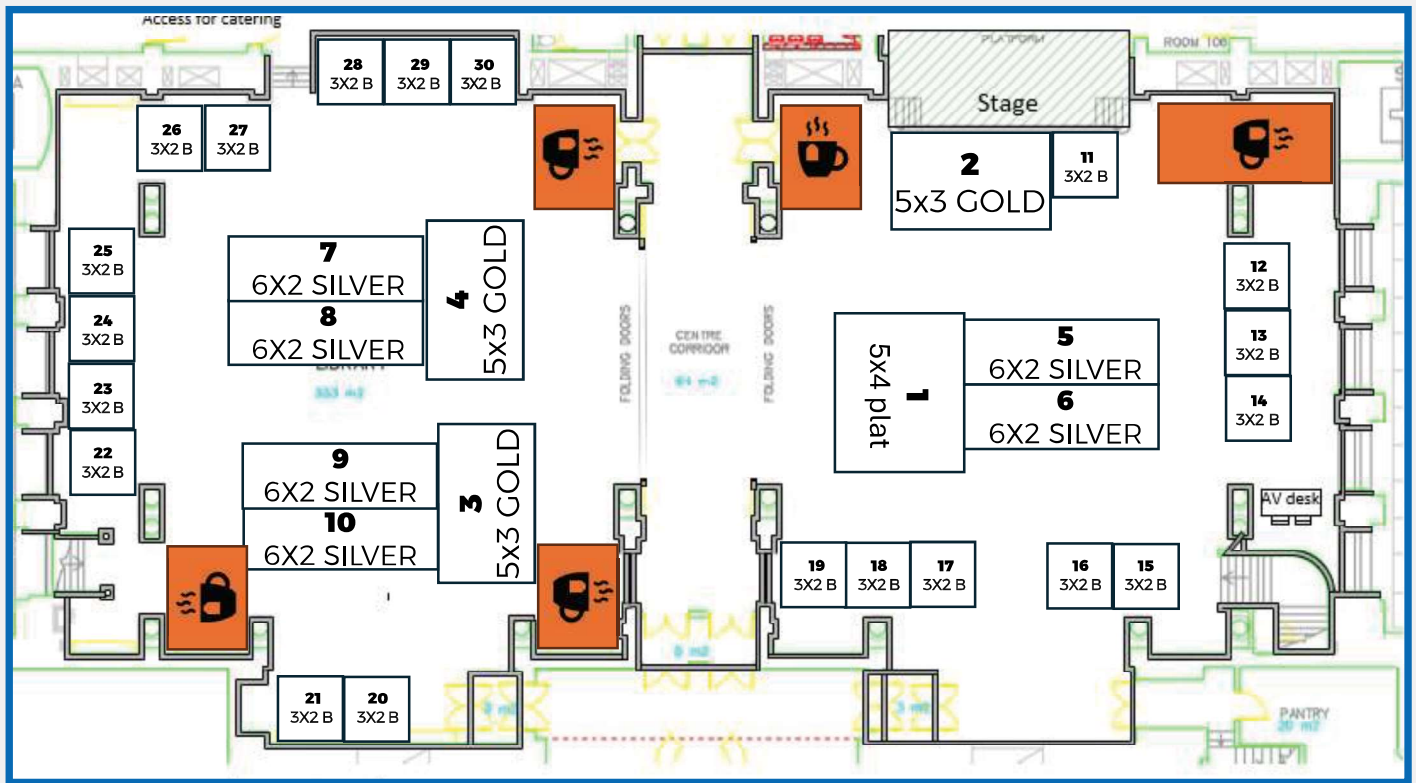 Access for catering
28
3X2 B
29
3X2 B
30
3X2 B
PLATFORM
ROOM 106
Stage
26
3X2 B
27
3X2 B
2
5x3 GOLD
11
3X2 B
25
3X2 B
24
3X2 B
23
3X2 B
22
3X2 B
7
6X2 SILVER
8
6X2 SILVER
4
5x3 GOLD
LIBRARY
353 m2
FOLDING DOORS
CENTRE
CORRIDOR
FOLDING DOORS
1
5x4 plat
5
6X2 SILVER
6
6X2 SILVER
12
3X2 B
13
3X2 B
14
3X2 B
9
6X2 SILVER
10
6X2 SILVER
3
5x3 GOLD
AV desk
19
3X2 B
18
3X2 B
17
3X2 B
16
3X2 B
15
3X2 B
21
3X2 B
20
3X2 B
PANTRY
20 m2